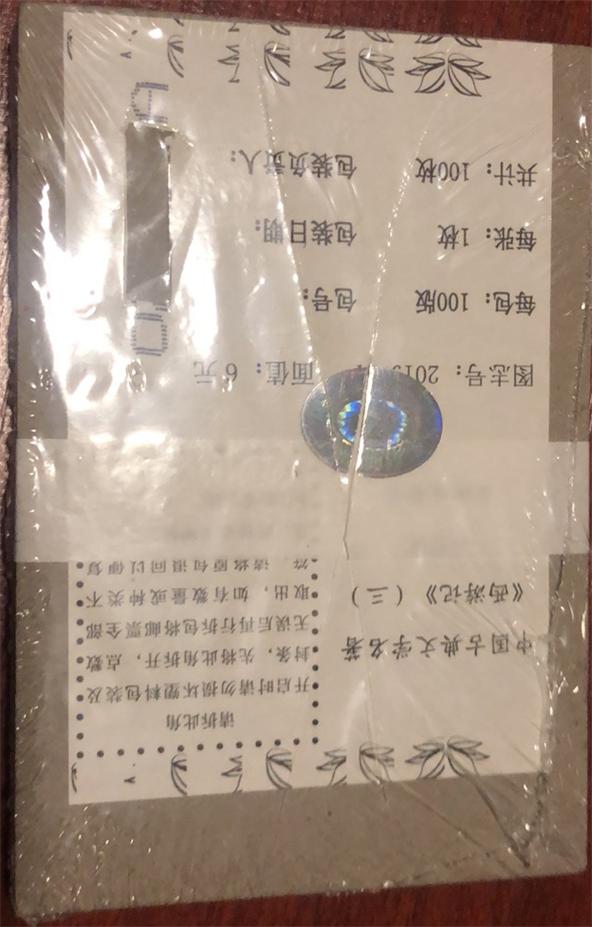 中国古典文学名著
《西游记》(三)
请拆此角
开启时请勿损坏塑料包装及
封条,先将此角拆开,点数
无误后再行拆包将邮票全部
取出,如有数量或种类不
符,请将原包退回以便复
图志号: 面值:6元
每包:100版 包号:
每张:1枚 包装日期:
共计:100枚 包装负责人: